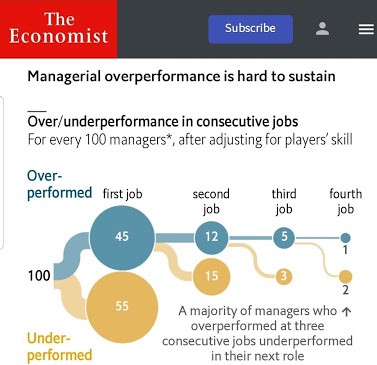 The
Economist
Subscribe
Managerial overperformance is hard to sustain
Over/underperformance in consecutive jobs
For every 100 managers*, after adjusting for players' skill
Over-
performed
first job
second
job
third
job
fourth
job
45
12
5
1
100
15
3
2
55
A majority of managers who ↑
overperformed at three
consecutive jobs underperformed
in their next role
Under-
performed